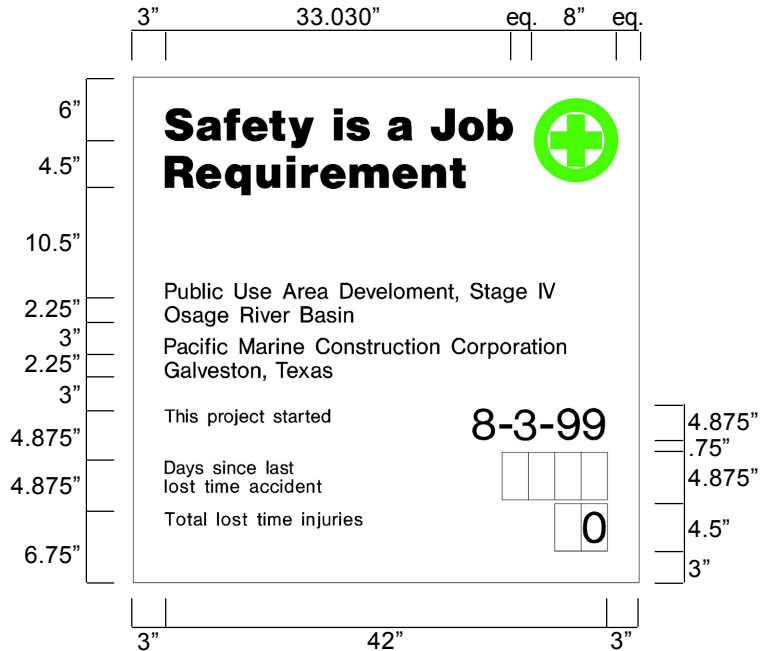 3” 33.030” eq. 8” eq.
6”
4.5”
10.5”
2.25”
3”
2.25”
3”
4.875”
4.875”
6.75”
Safety is a Job
Requirement
Public Use Area Develoment, Stage IV
Osage River Basin
Pacific Marine Construction Corporation
Galveston, Texas
This project started 8-3-99
Days since last
lost time accident
Total lost time injuries 0
4.875”
.75”
4.875”
4.5”
3”
3” 42” 3”